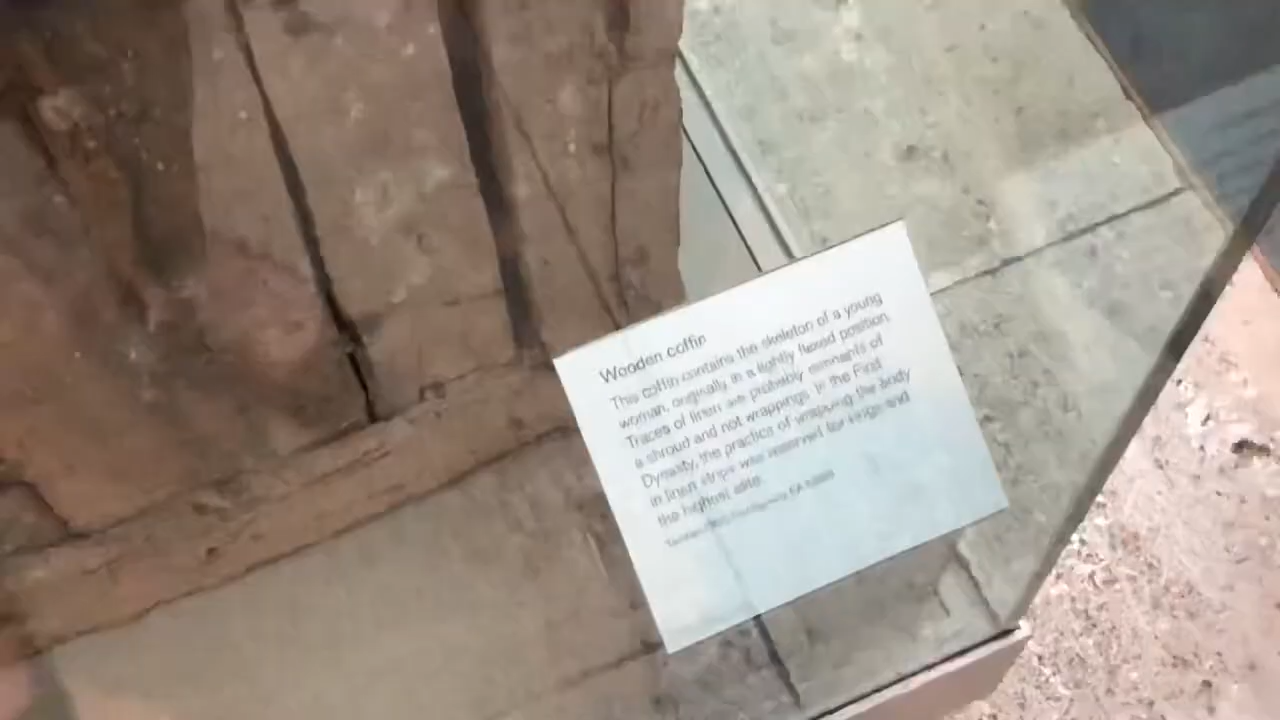 Wooden coffin
This coffin contains the skeleton of a young
woman, originally in a tightly flexed position.
Traces of linen are probably remnants of
a shroud and not wrappings. In the First
Dynasty, the practice of wrapping the body
in linen strips was reserved for kings and
the highest elite.
EA